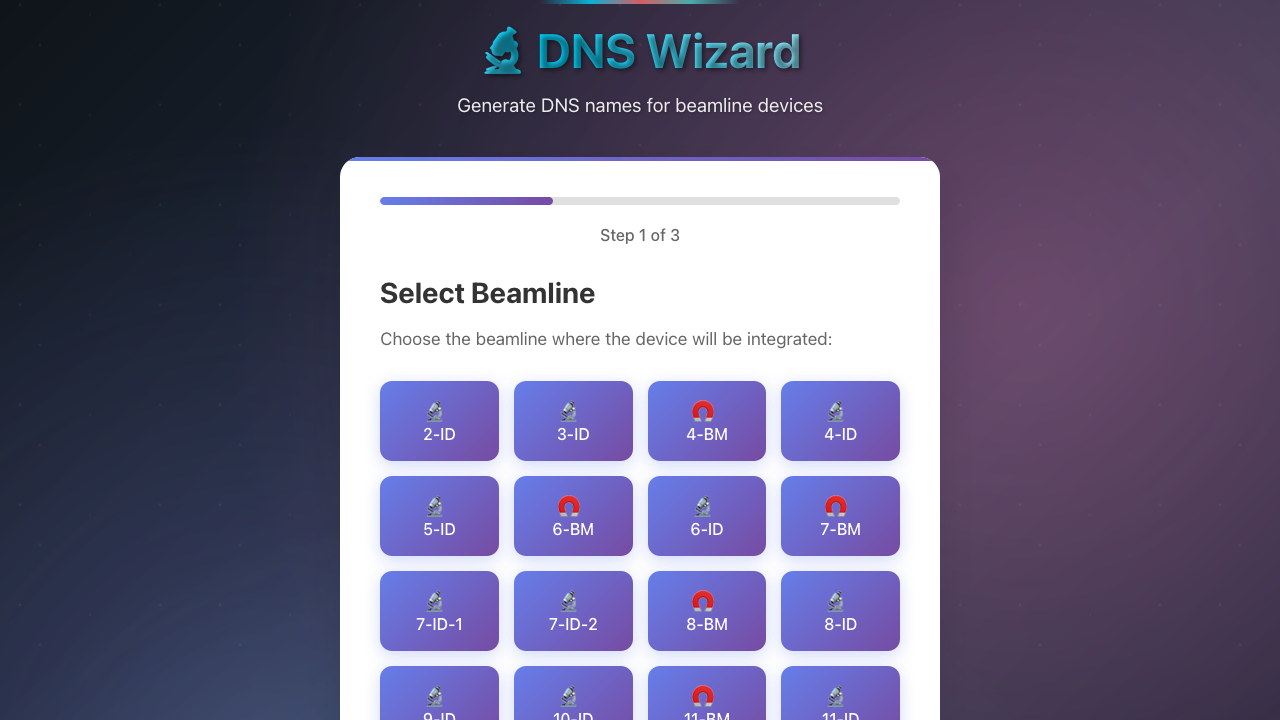 DNS Wizard
Generate DNS names for beamline devices
Step 1 of 3
Select Beamline
Choose the beamline where the device will be integrated:
2-ID
3-ID
4-BM
4-ID
5-ID
6-BM
6-ID
7-BM
7-ID-1
7-ID-2
8-BM
8-ID
9-ID
10-ID
11-BM
11-ID